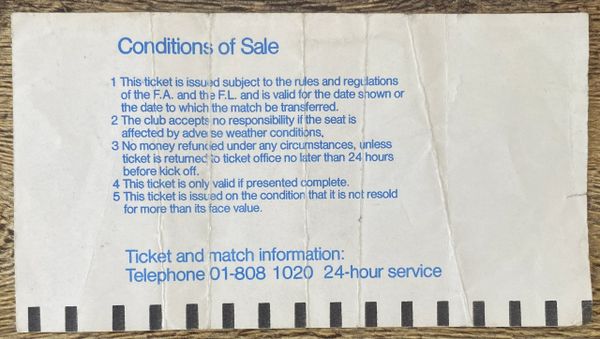 Conditions of Sale
1 This ticket is issued subject to the rules and regulations
of the F.A. and the F.L. and is valid for the date shown or
the date to which the match be transferred.
2 The club accepts no responsibility if the seat is
affected by adverse weather conditions,
3 No money refunded under any circumstances, unless
ticket is returned to ticket office no later than 24 hours
before kick off.
4 This ticket is only valid if presented complete.
5 This ticket is issued on the condition that it is not resold
for more than its face value.
Ticket and match information:
Telephone 01-808 1020 24-hour service